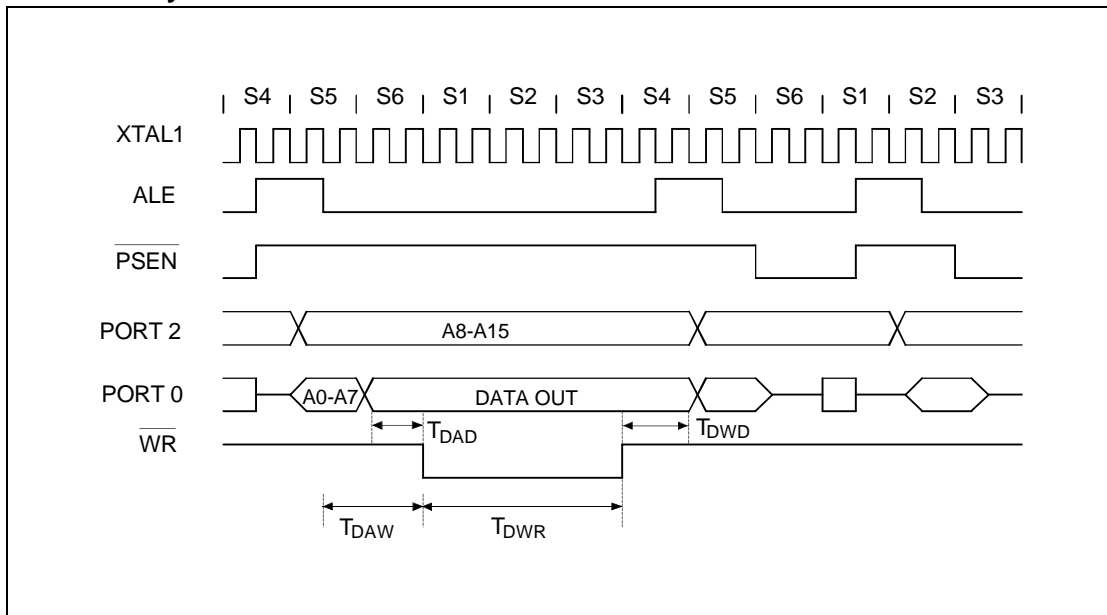 S4 S5 S6 S1 S2 S3 S4 S5 S6 S1 S2 S3
XTAL1
ALE
PSEN
PORT 2 A8-A15
PORT 0 A0-A7 DATA OUT
WR TDAD TDWD
TDAW TDWR